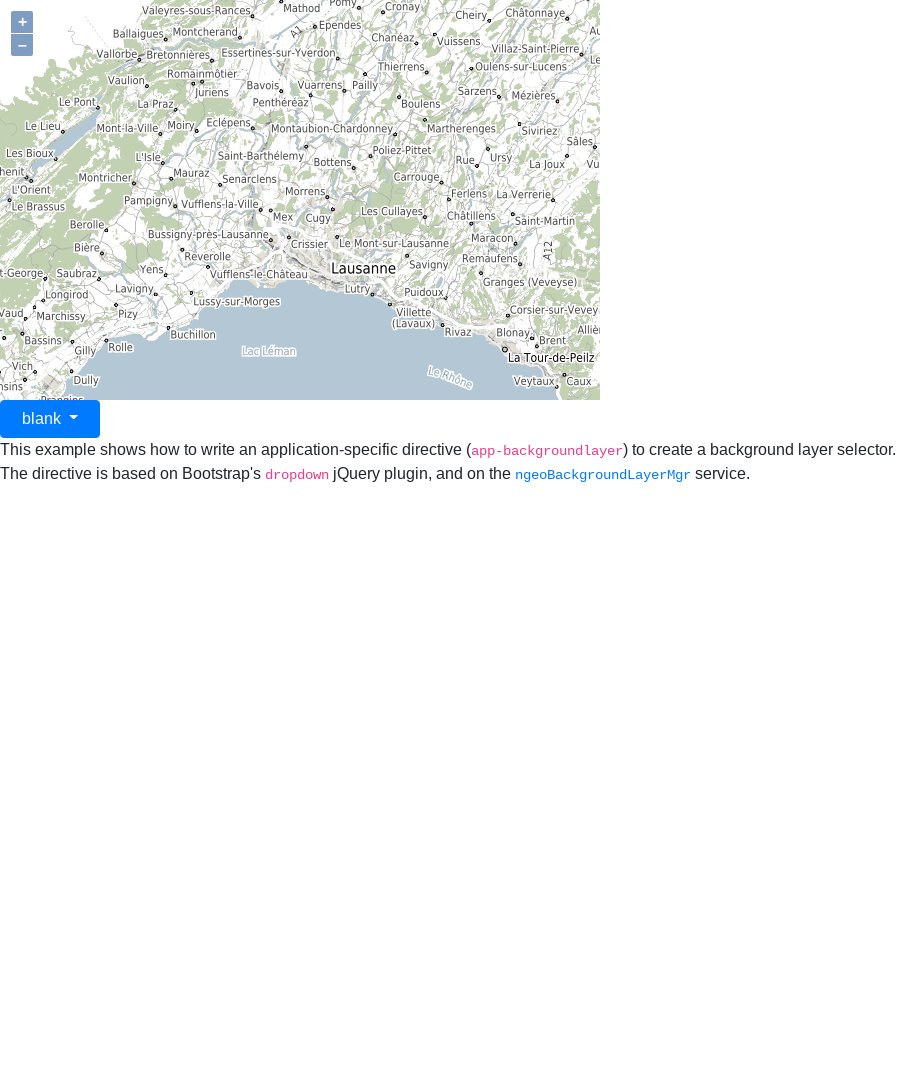 +
–
Valeyres-sous-Rances
Mathod
Pomy
Cronay
Cheiry
Châtonnaye
Ballaigues
Montcherand
A1
Ependes
Chanéaz
Vuissens
Villaz-Saint-Pierre
Vallorbe
Bretonnières
Essertines-sur-Yverdon
Thierrens
Oulens-sur-Lucens
Vaulion
Romainmôtier
Juriens
Bavois
Vuarrens
Pailly
Sarzens
Mézières
Le Pont
La Praz
Penthéréaz
Boulens
Le Lieu
Mont-la-Ville
Moiry
Eclépens
Montaubion-Chardonney
Martherenges
Siviriez
Sâles
Les Bioux
L'Isle
Saint-Barthélemy
Bottens
Poliez-Pittet
Rue
Ursy
La Joux
L'Orient
Montricher
Mauraz
Senarclens
Carrouge
Le Brassus
Pampigny
Vufflens-la-Ville
Morrens
Ferlens
La Verrerie
Mex
Cugy
Les Cullayes
Châtillens
Saint-Martin
Berolle
Bussigny-près-Lausanne
Crissier
Le Mont-sur-Lausanne
Maracon
A12
Bière
Reverolle
Savigny
Remaufens
t-George
Saubraz
Yens
Vufflens-le-Château
Lausanne
Granges (Veveyse)
Longirod
Lavigny
Lussy-sur-Morges
Lutry
Puidoux
Vaud
Marchissy
Pizy
Villette
(Lavaux)
Corsier-sur-Vevey
Bassins
Gilly
Rolle
Buchillon
Rivaz
Blonay
Brent
Lac Léman
La Tour-de-Peilz
Vich
Dully
Le Rhône
Veytaux
Caux
Prangins
blank
This example shows how to write an application-specific directive (app-backgroundlayer) to create a background layer selector.
The directive is based on Bootstrap's dropdown jQuery plugin, and on the ngeoBackgroundLayerMgr service.